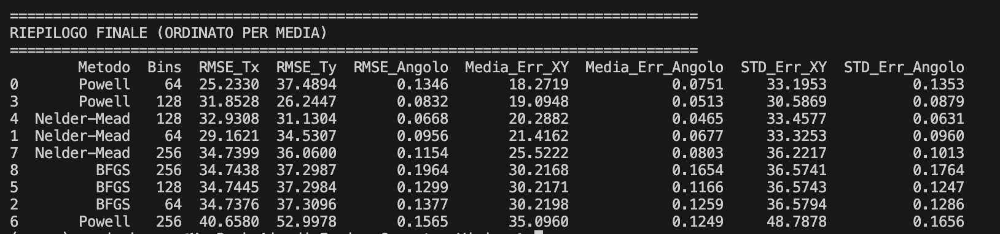 ================================================================================
RIEPILOGO FINALE (ORDINATO PER MEDIA)
================================================================================
        Metodo  Bins  RMSE_Tx  RMSE_Ty  RMSE_Angolo  Media_Err_XY  Media_Err_Angolo  STD_Err_XY  STD_Err_Angolo
0       Powell    64  25.2330  37.4894       0.1346       18.2719            0.0751     33.1953          0.1353
3       Powell   128  31.8528  26.2447       0.0832       19.0948            0.0513     30.5869          0.0879
4  Nelder-Mead   128  32.9308  31.1304       0.0668       20.2882            0.0465     33.4577          0.0631
1  Nelder-Mead    64  29.1621  34.5307       0.0956       21.4162            0.0677     33.3253          0.0960
7  Nelder-Mead   256  34.7399  36.0600       0.1154       25.5222            0.0803     36.2217          0.1013
8         BFGS   256  34.7438  37.2987       0.1964       30.2168            0.1654     36.5741          0.1764
5         BFGS   128  34.7445  37.2984       0.1299       30.2171            0.1166     36.5743          0.1247
2         BFGS    64  34.7376  37.3096       0.1377       30.2198            0.1259     36.5794          0.1286
6       Powell   256  40.6580  52.9978       0.1565       35.0960            0.1249     48.7878          0.1656